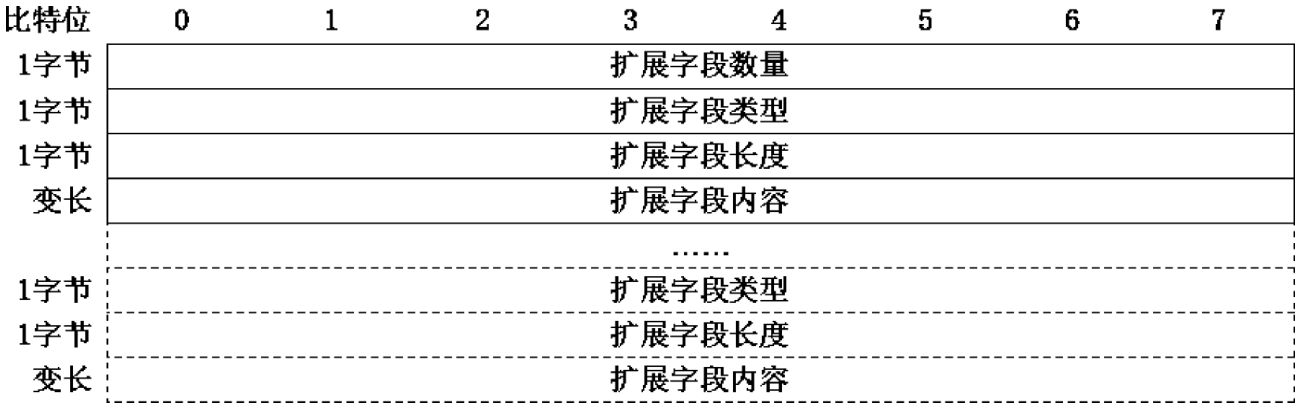 比特位 0 1 2 3 4 5 6 7
1字节 扩展字段数量
1字节 扩展字段类型
1字节 扩展字段长度
变长 扩展字段内容
……
1字节 扩展字段类型
1字节 扩展字段长度
变长 扩展字段内容